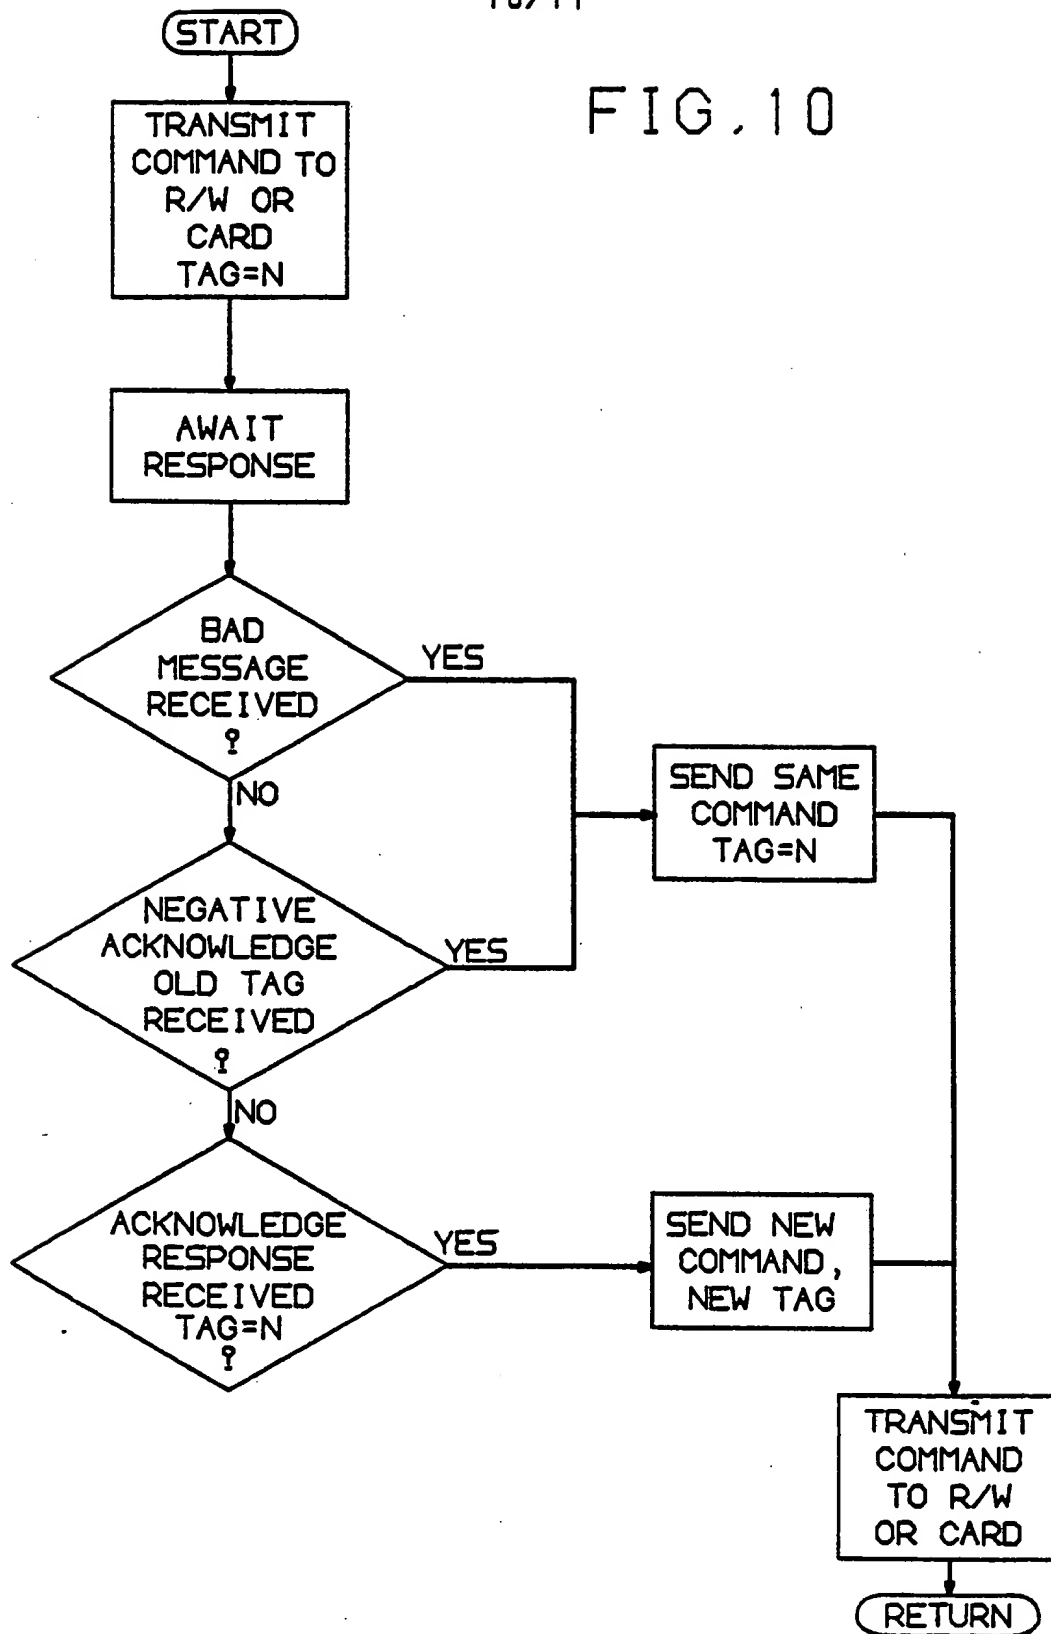 START
FIG. 10
TRANSMIT
COMMAND TO
R/W OR
CARD
TAG=N
AWAIT
RESPONSE
BAD
MESSAGE
RECEIVED
?
YES
NO
SEND SAME
COMMAND
TAG=N
NEGATIVE
ACKNOWLEDGE
OLD TAG
RECEIVED
?
YES
NO
ACKNOWLEDGE
RESPONSE
RECEIVED
TAG=N
?
YES
SEND NEW
COMMAND,
NEW TAG
TRANSMIT
COMMAND
TO R/W
OR CARD
RETURN